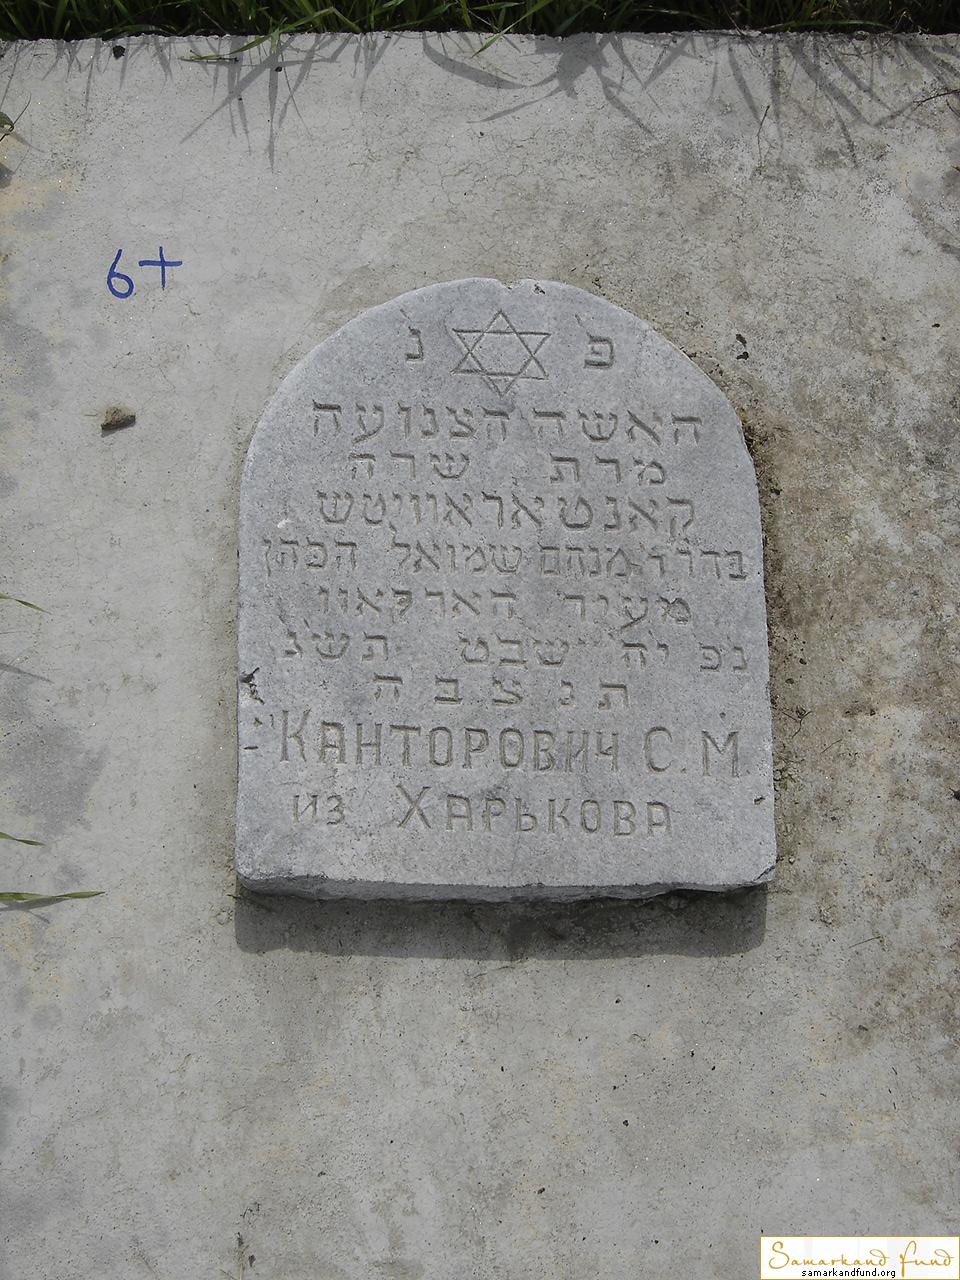 6+
פ נ
האשה הצנועה
מרת שרה
קאנטאראוויטש
בהרר מנחם שמואל הכהן
מעיר הארקאוו
נפ יח שבט תשג
ת נ צ ב ה
КАНТОРОВИЧ С. М
ИЗ ХАРЬКОВА
Samarkand fund
samarkandfund.org